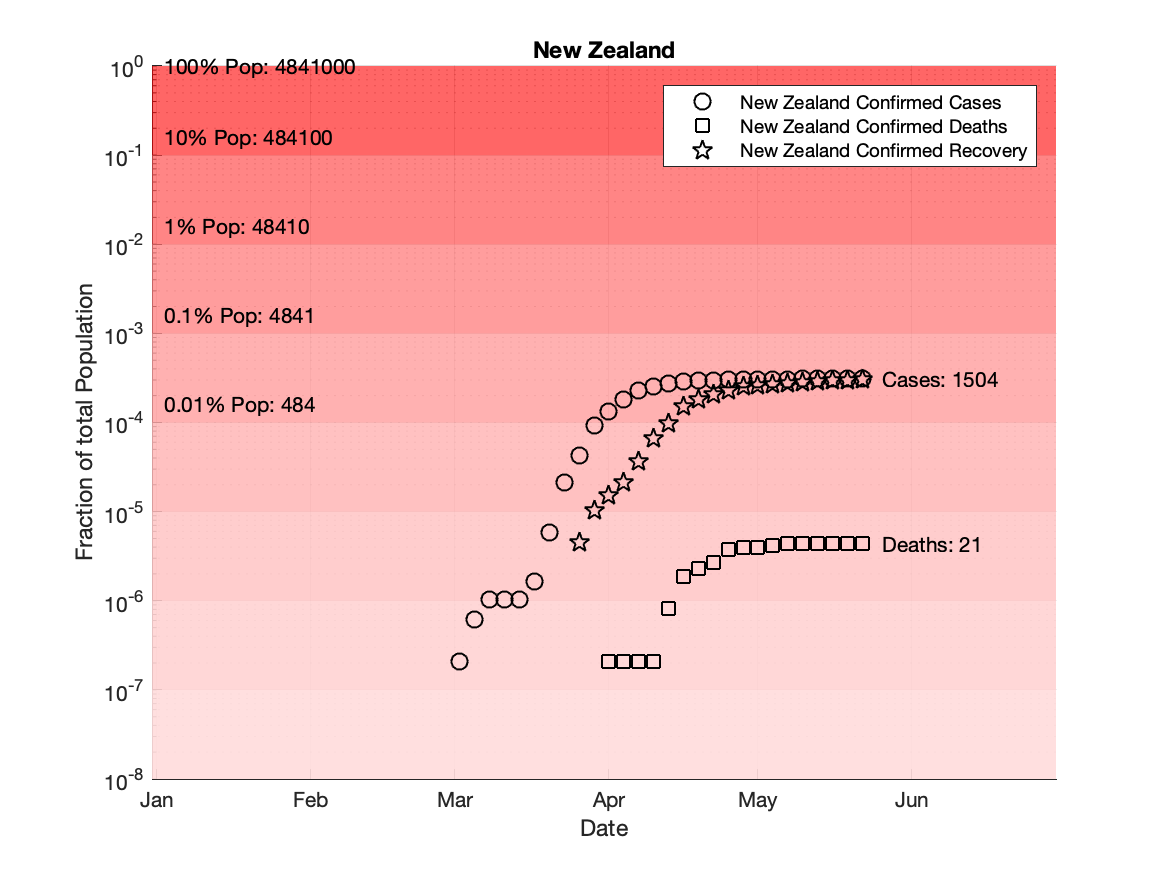 New Zealand
10^0
100% Pop: 4841000
New Zealand Confirmed Cases
New Zealand Confirmed Deaths
10% Pop: 484100
New Zealand Confirmed Recovery
10^-1
1% Pop: 48410
10^-2
0.1% Pop: 4841
10^-3
Cases: 1504
0.01% Pop: 484
10^-4
10^-5
Deaths: 21
10^-6
10^-7
10^-8
Fraction of total Population
Jan Feb Mar Apr May Jun
Date